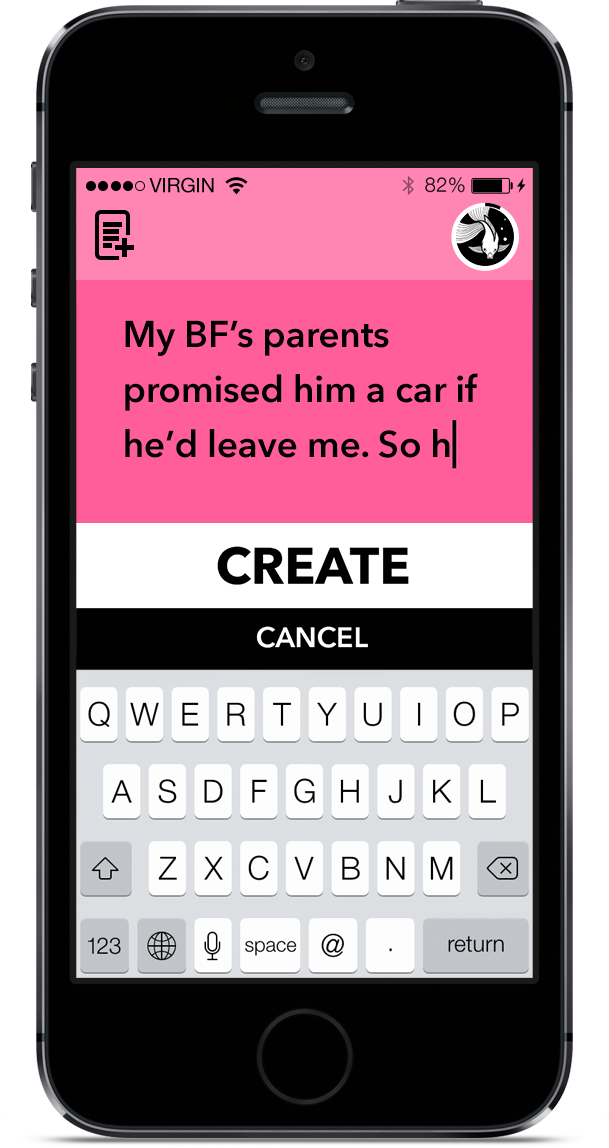 VIRGIN 82%
My BF’s parents
promised him a car if
he’d leave me. So h
CREATE
CANCEL
Q W E R T Y U I O P
A S D F G H J K L
Z X C V B N M
123 space @ . return